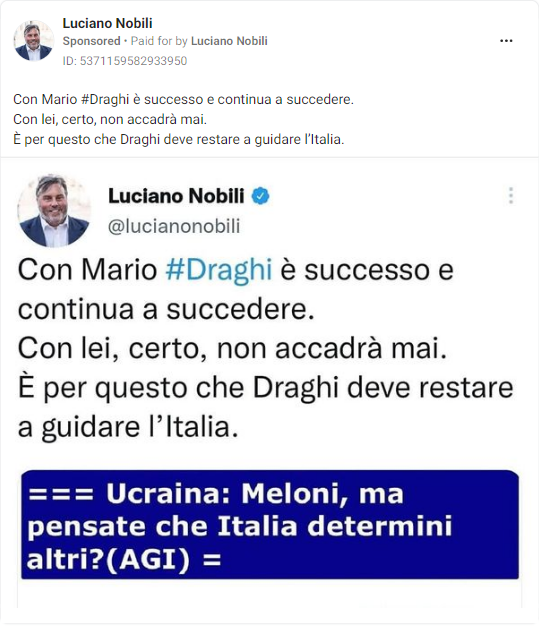 Luciano Nobili
Sponsored • Paid for by Luciano Nobili
ID: 5371159582933950
Con Mario #Draghi è successo e continua a succedere.
Con lei, certo, non accadrà mai.
È per questo che Draghi deve restare a guidare l'Italia.
Luciano Nobili
@lucianonobili
Con Mario #Draghi è successo e
continua a succedere.
Con lei, certo, non accadrà mai.
È per questo che Draghi deve restare
a guidare l'Italia.
=== Ucraina: Meloni, ma
pensate che Italia determini
altri?(AGI) =